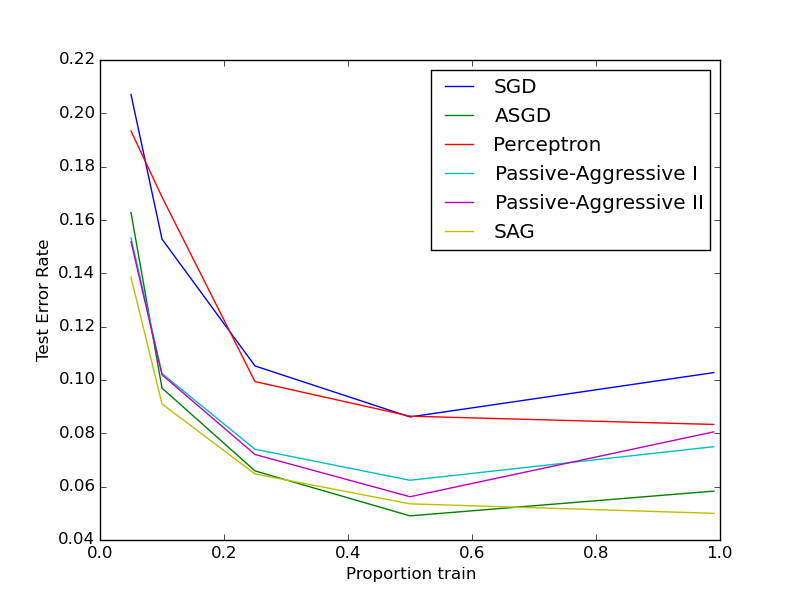 0.22
0.20
0.18
0.16
0.14
0.12
0.10
0.08
0.06
0.04
Test Error Rate
SGD
ASGD
Perceptron
Passive-Aggressive I
Passive-Aggressive II
SAG
0.0 0.2 0.4 0.6 0.8 1.0
Proportion train